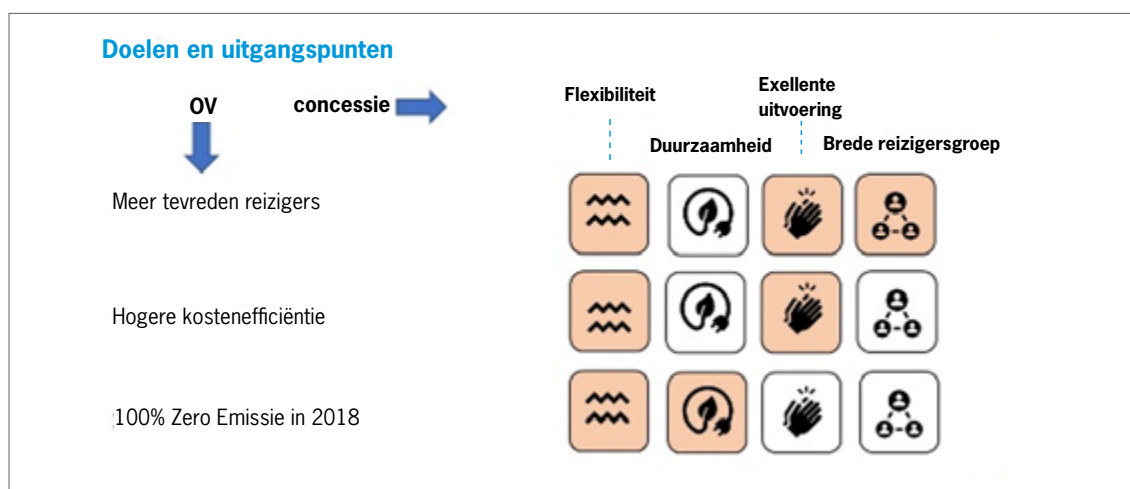 Doelen en uitgangspunten
OV
concessie
Flexibiliteit
Exellente
uitvoering
Duurzaamheid
Brede reizigersgroep
Meer tevreden reizigers
Hogere kostenefficiëntie
100% Zero Emissie in 2018